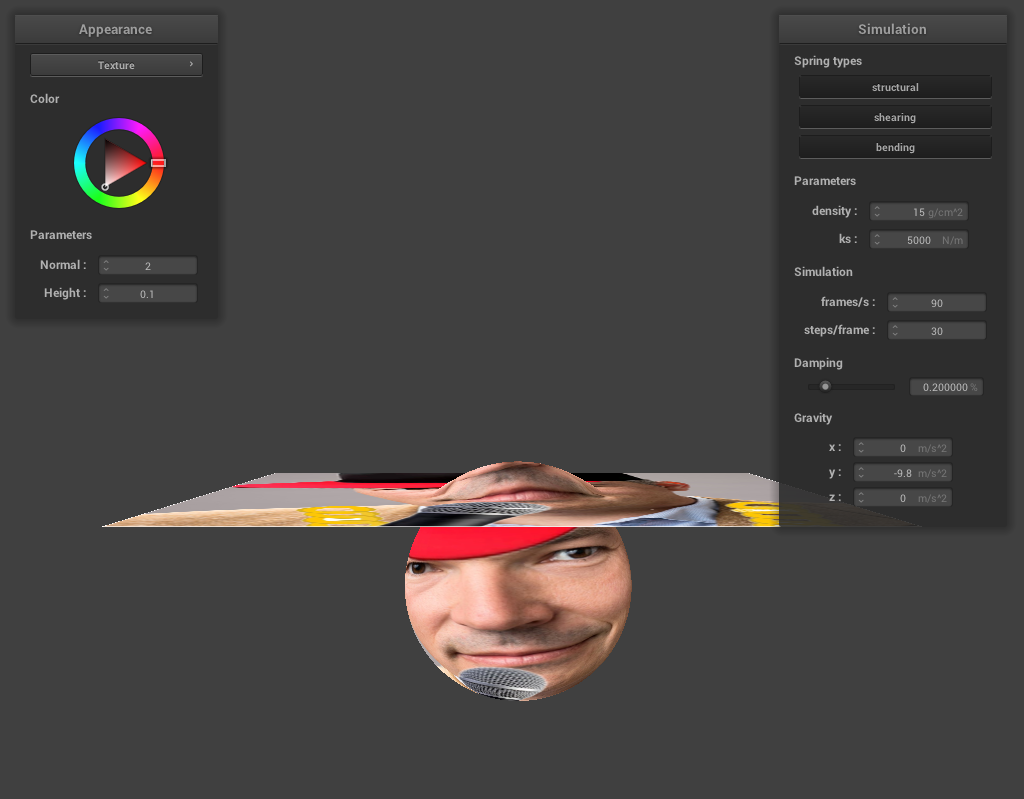 Appearance
Texture
Color
Parameters
Normal : 2
Height : 0.1
Simulation
Spring types
structural
shearing
bending
Parameters
density : 15 g/cm^2
ks : 5000 N/m
Simulation
frames/s : 90
steps/frame : 30
Damping
0.200000 %
Gravity
x : 0 m/s^2
y : -9.8 m/s^2
z : 0 m/s^2